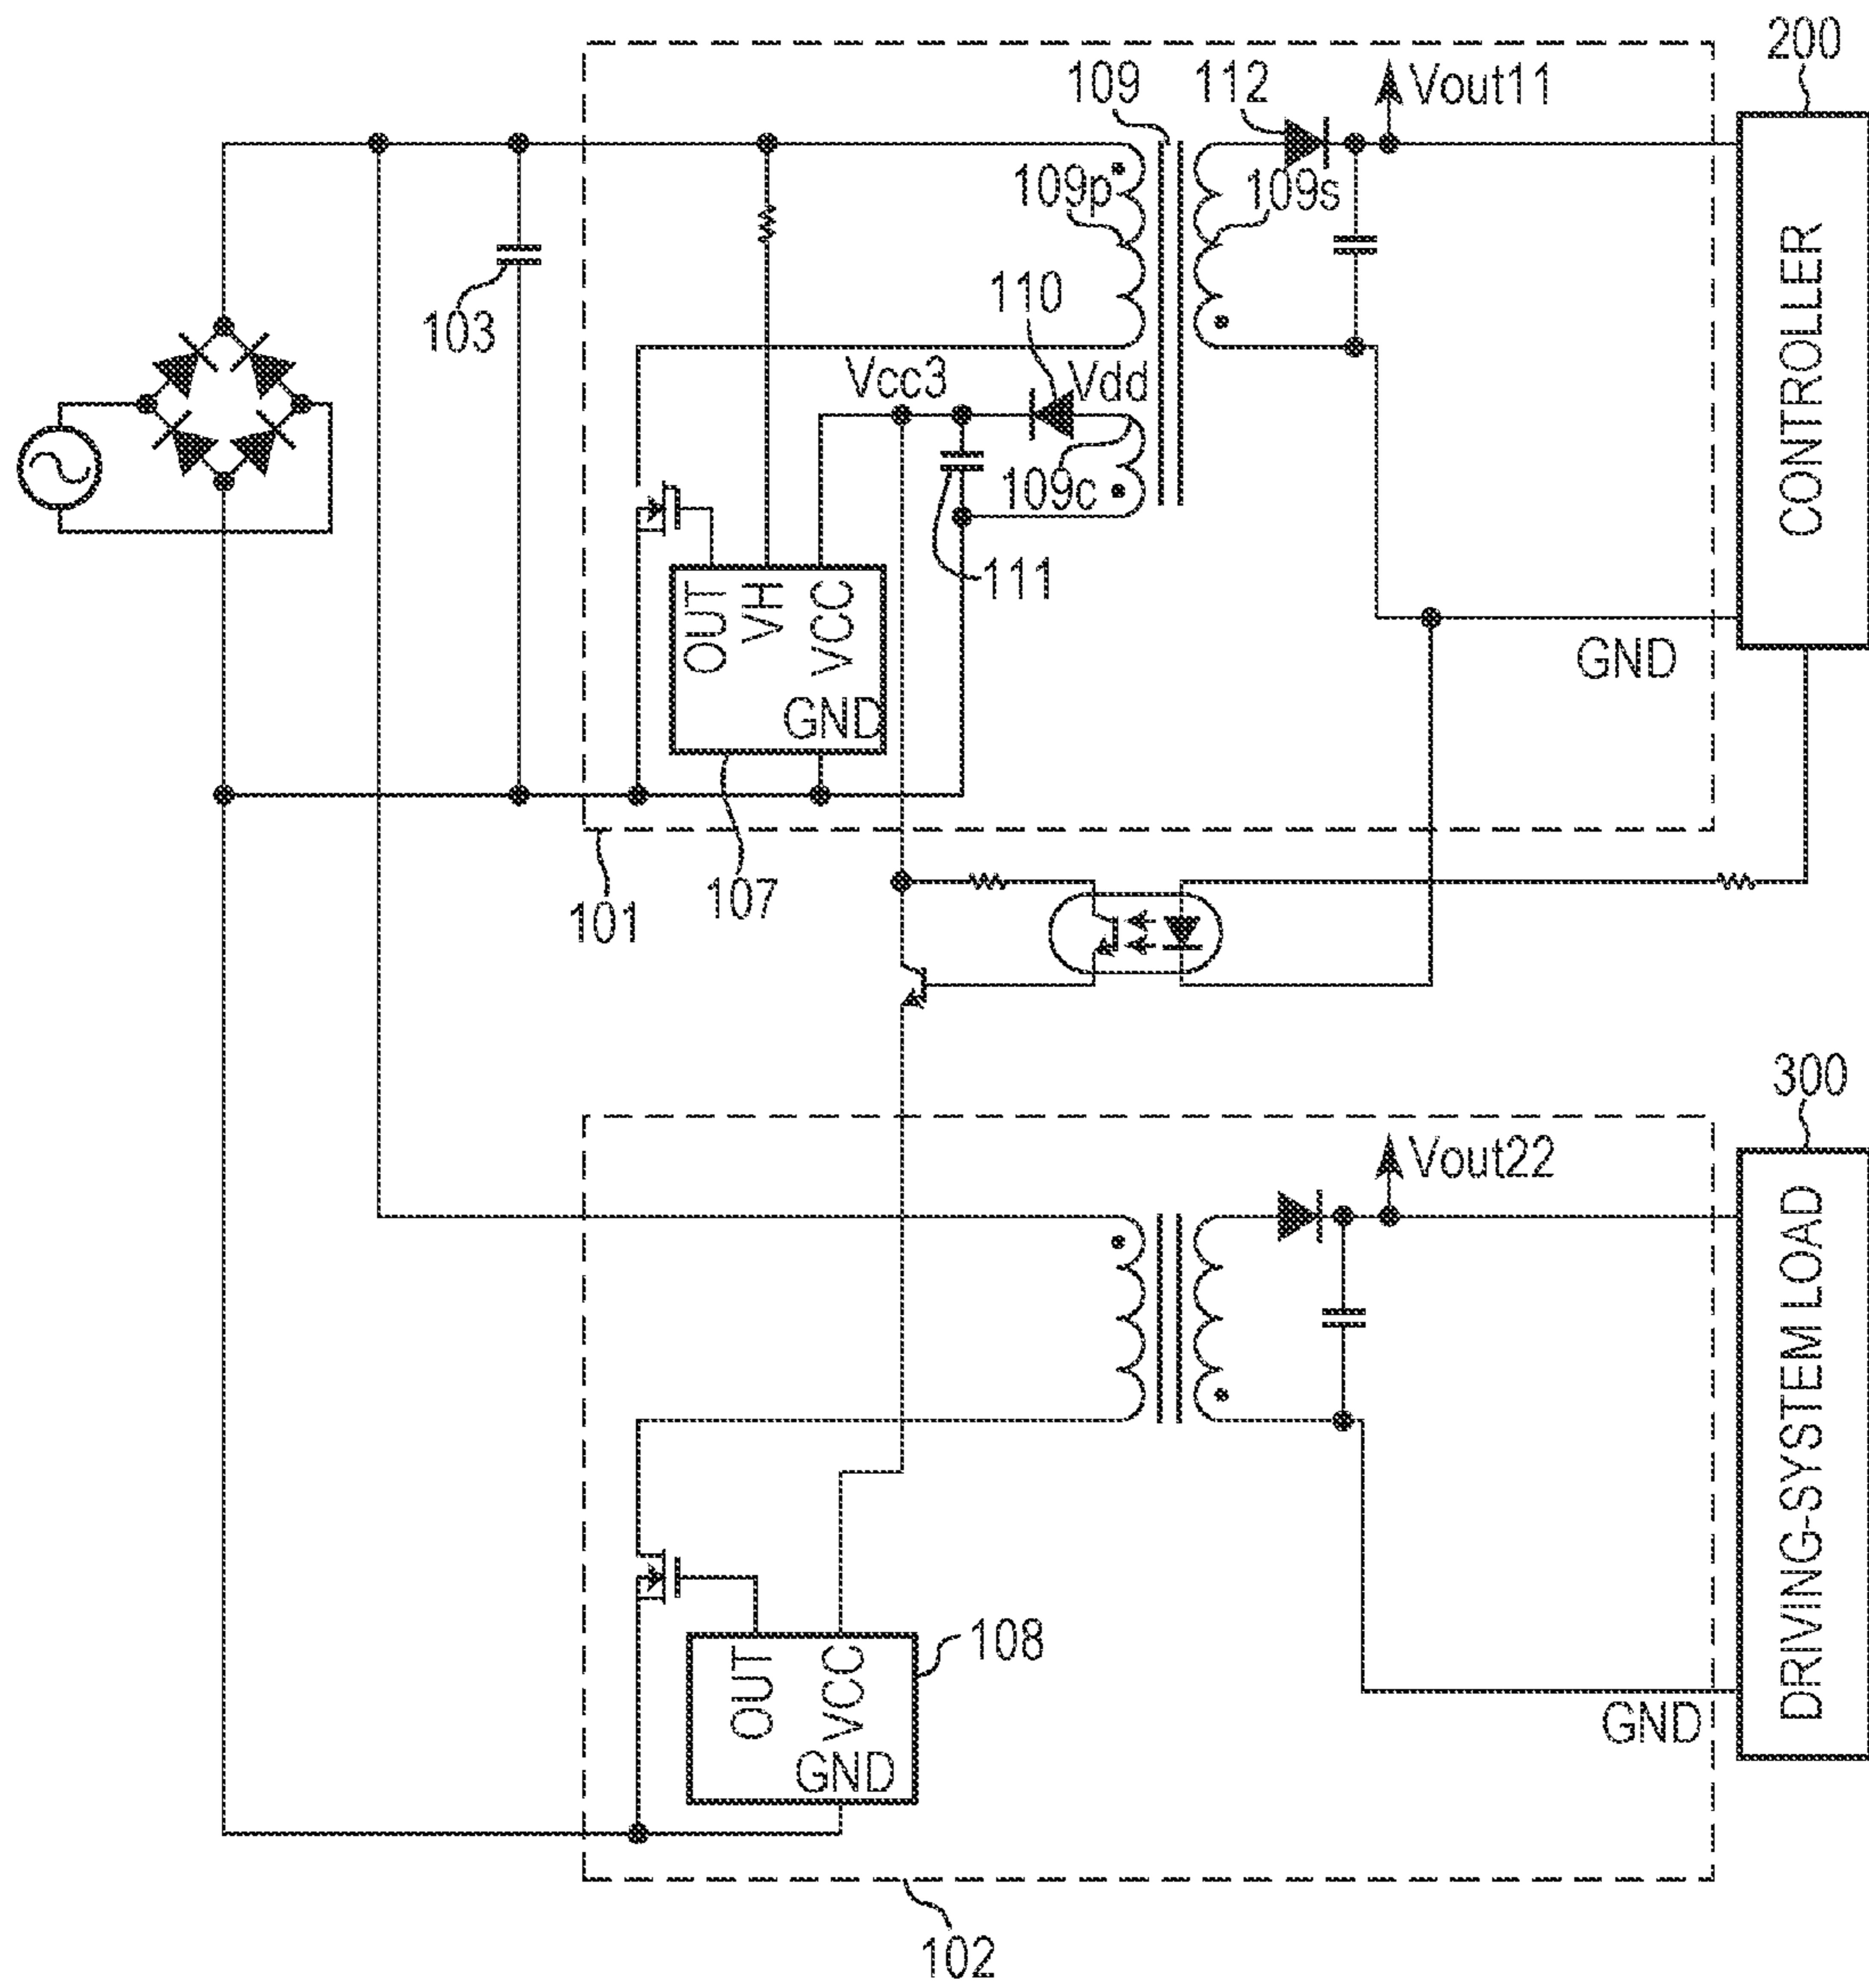 200
109
112
Vout11
109p
109s
103
110
Vcc3
Vdd
109c
111
OUT
VH
VCC
GND
GND
CONTROLLER
101
107
300
Vout22
108
OUT
VCC
GND
GND
DRIVING-SYSTEM LOAD
102